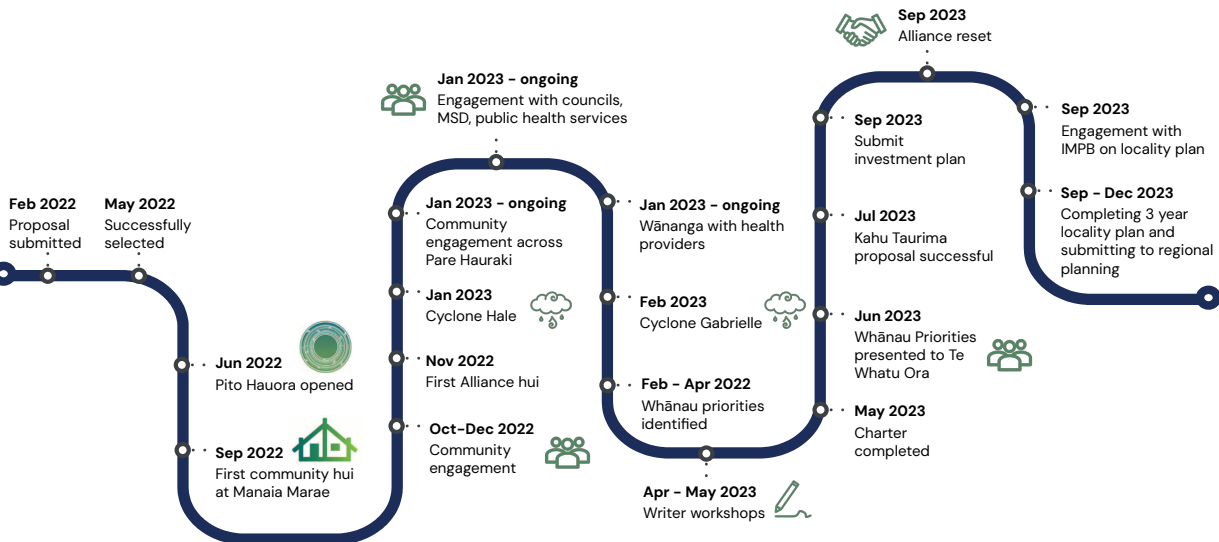 Feb 2022
Proposal
submitted
May 2022
Successfully
selected
Jun 2022
Pito Hauora opened
Sep 2022
First community hui
at Manaia Marae
Oct-Dec 2022
Community
engagement
Nov 2022
First Alliance hui
Jan 2023
Cyclone Hale
Jan 2023 - ongoing
Community
engagement across
Pare Hauraki
Jan 2023 - ongoing
Engagement with councils,
MSD, public health services
Jan 2023 - ongoing
Wānanga with health
providers
Feb 2023
Cyclone Gabrielle
Feb - Apr 2022
Whānau priorities
identified
Apr - May 2023
Writer workshops
May 2023
Charter
completed
Jun 2023
Whānau Priorities
presented to Te
Whatu Ora
Jul 2023
Kahu Taurima
proposal successful
Sep 2023
Submit
investment plan
Sep 2023
Alliance reset
Sep 2023
Engagement with
IMPB on locality plan
Sep - Dec 2023
Completing 3 year
locality plan and
submitting to regional
planning